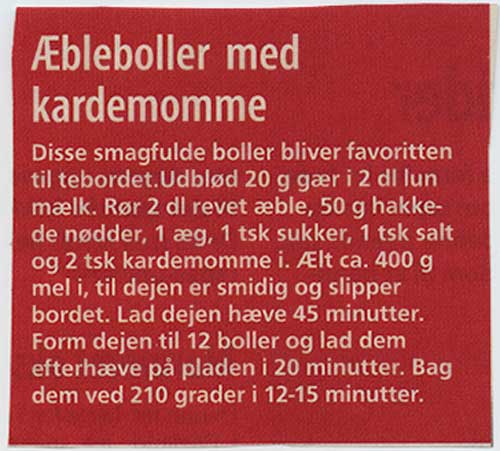 Æbleboller med
kardemomme
Disse smagfulde boller bliver favoritten
til tebordet.Udblød 20 g gær i 2 dl lun
mælk. Rør 2 dl revet æble, 50 g hakke-
de nødder, 1 æg, 1 tsk sukker, 1 tsk salt
og 2 tsk kardemomme i. Ælt ca. 400 g
mel i, til dejen er smidig og slipper
bordet. Lad dejen hæve 45 minutter.
Form dejen til 12 boller og lad dem
efterhæve på pladen i 20 minutter. Bag
dem ved 210 grader i 12-15 minutter.